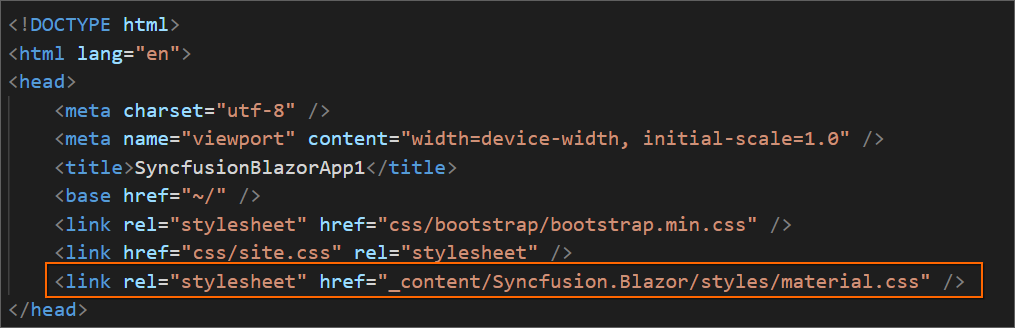 <!DOCTYPE html>
<html lang="en">
<head>
    <meta charset="utf-8" />
    <meta name="viewport" content="width=device-width, initial-scale=1.0" />
    <title>SyncfusionBlazorApp1</title>
    <base href="~/" />
    <link rel="stylesheet" href="css/bootstrap/bootstrap.min.css" />
    <link href="css/site.css" rel="stylesheet" />
    <link rel="stylesheet" href="_content/Syncfusion.Blazor/styles/material.css" />
</head>